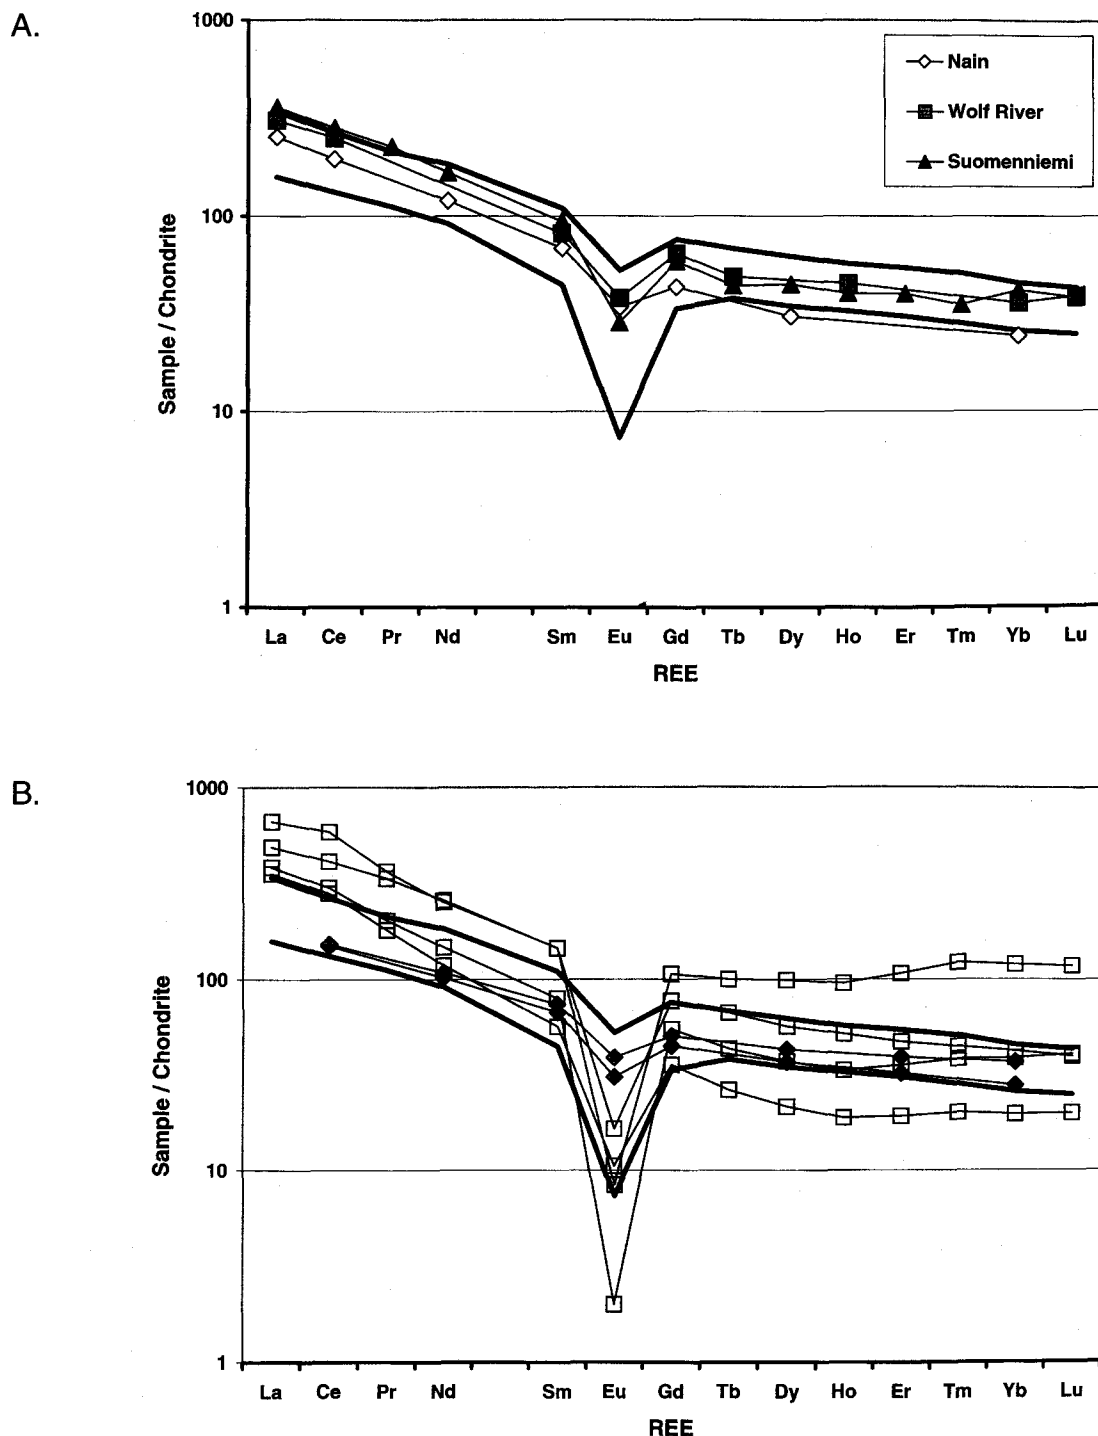 A.
1000
100
10
1
Sample / Chondrite
Nain
Wolf River
Suomenniemi
La Ce Pr Nd Sm Eu Gd Tb Dy Ho Er Tm Yb Lu
REE
B.
1000
100
10
1
Sample / Chondrite
La Ce Pr Nd Sm Eu Gd Tb Dy Ho Er Tm Yb Lu
REE